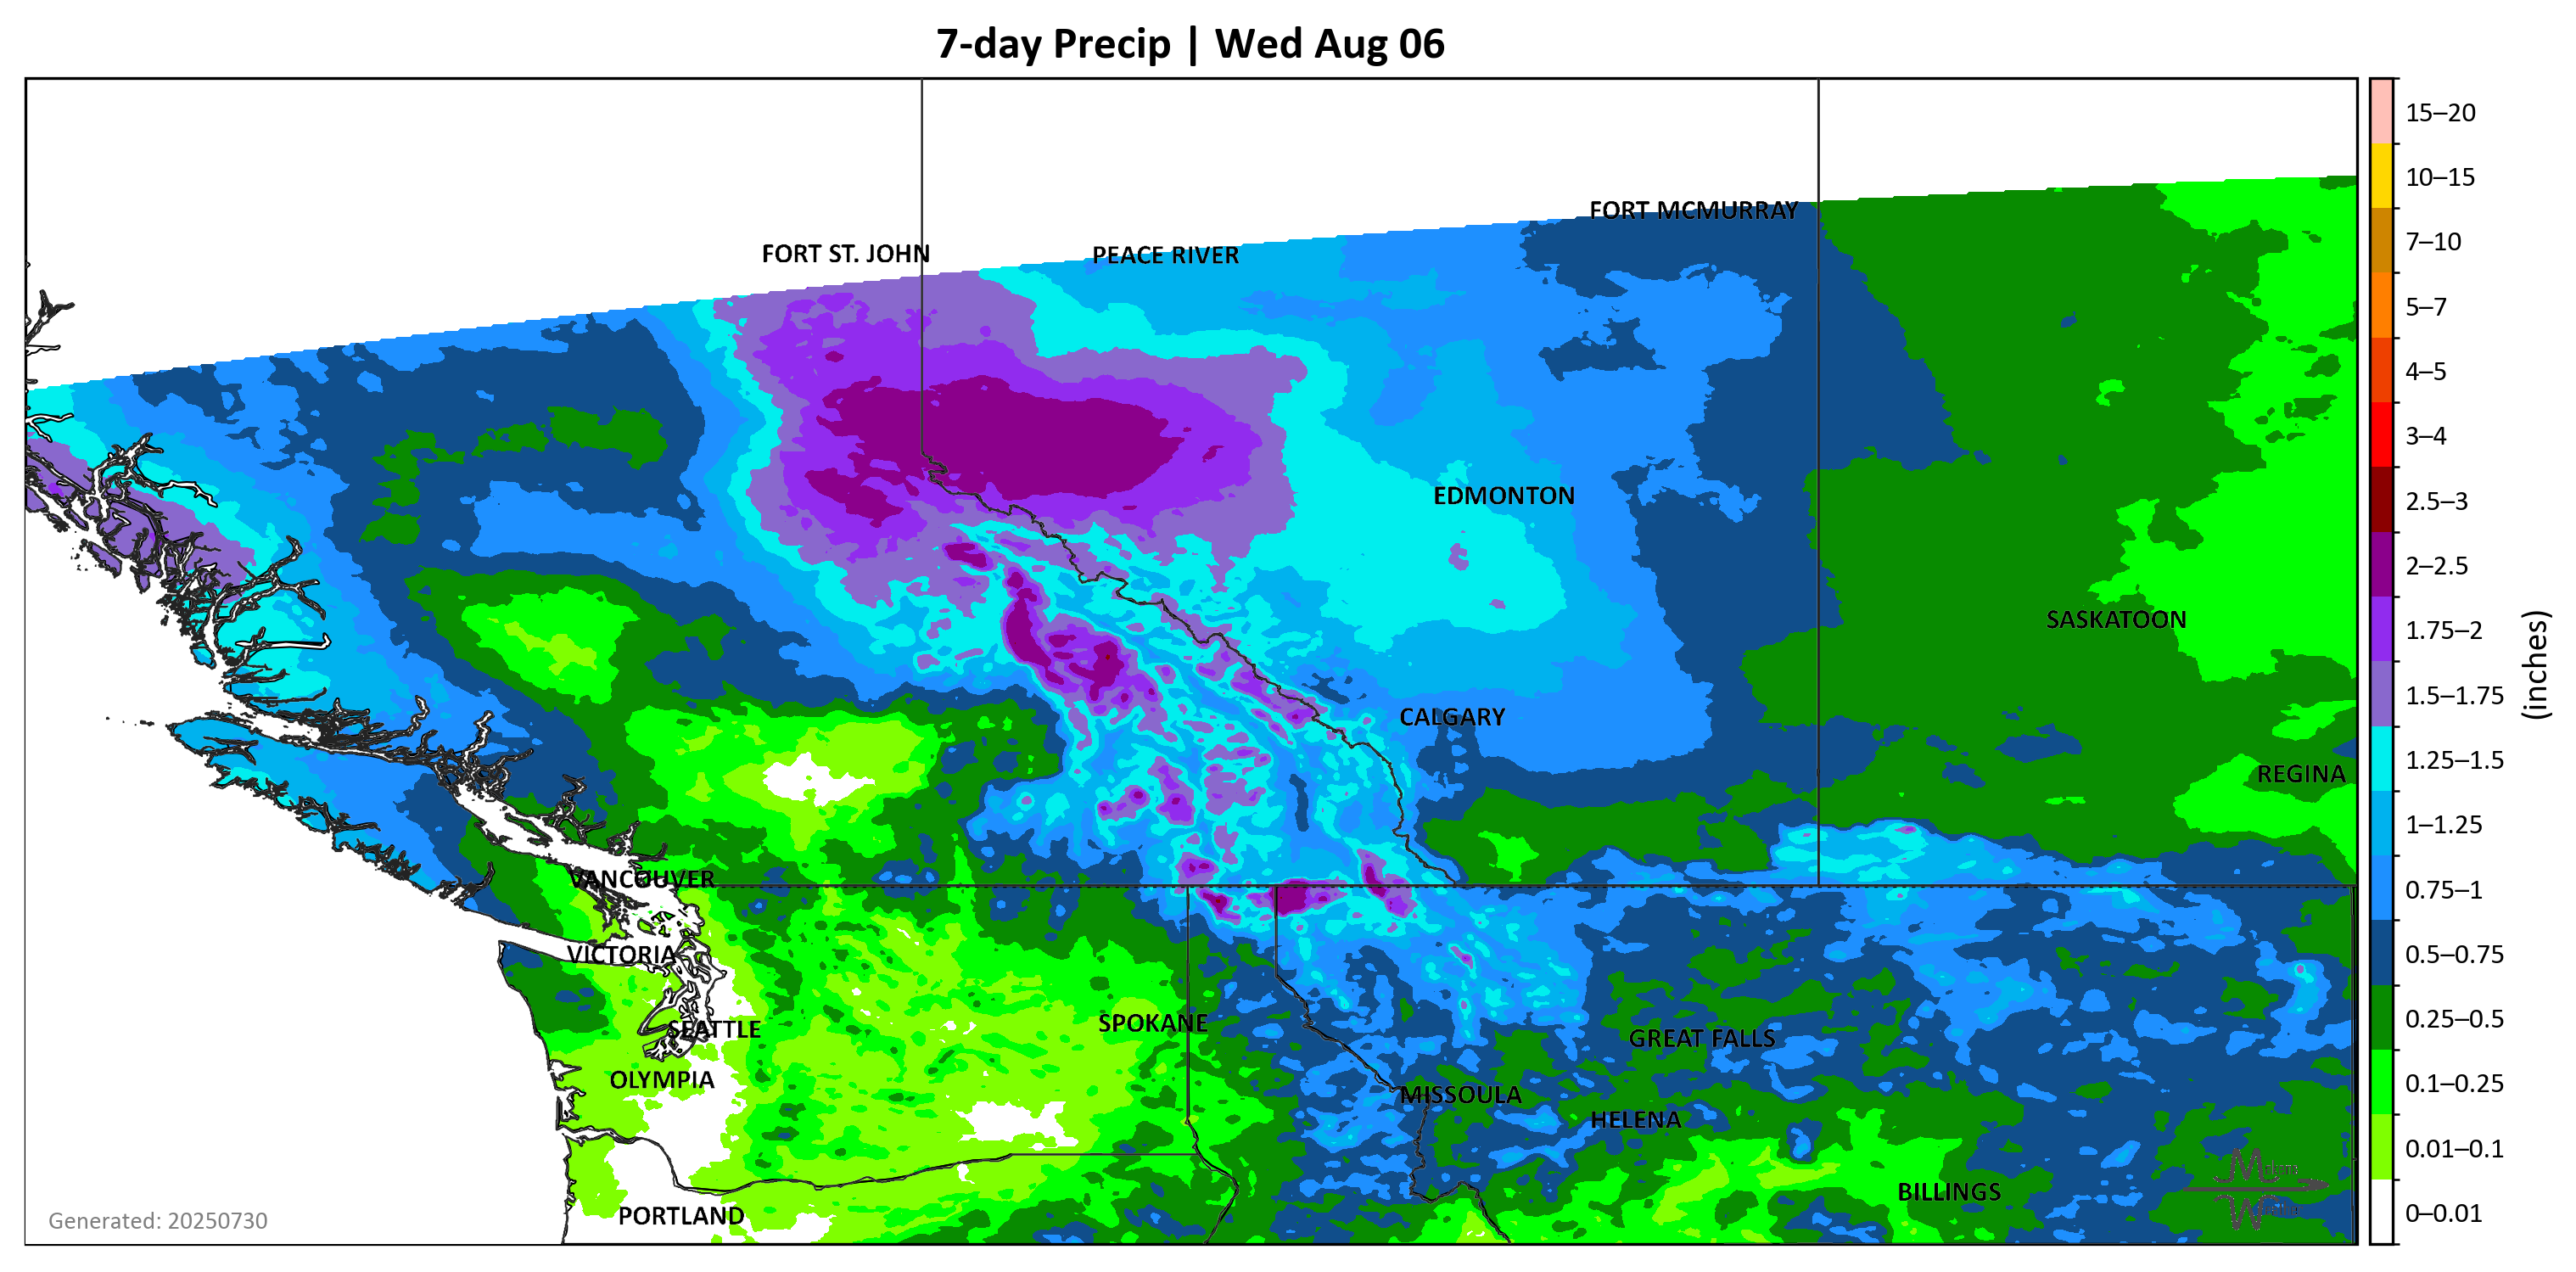 7-day Precip | Wed Aug 06
FORT MCMURRAY
FORT ST. JOHN
PEACE RIVER
EDMONTON
SASKATOON
CALGARY
REGINA
VANCOUVER
VICTORIA
SEATTLE
SPOKANE
GREAT FALLS
OLYMPIA
MISSOULA
HELENA
BILLINGS
PORTLAND
Generated: 20250730
15–20
10–15
7–10
5–7
4–5
3–4
2.5–3
2–2.5
1.75–2
1.5–1.75
1.25–1.5
1–1.25
0.75–1
0.5–0.75
0.25–0.5
0.1–0.25
0.01–0.1
0–0.01
(inches)